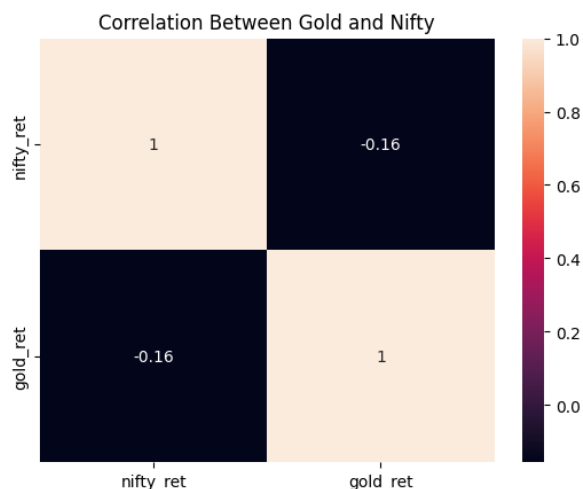 Correlation Between Gold and Nifty
1.0
nifty_ret
1
-0.16
0.8
0.6
0.4
gold_ret
-0.16
1
0.2
0.0
nifty_ret
gold_ret